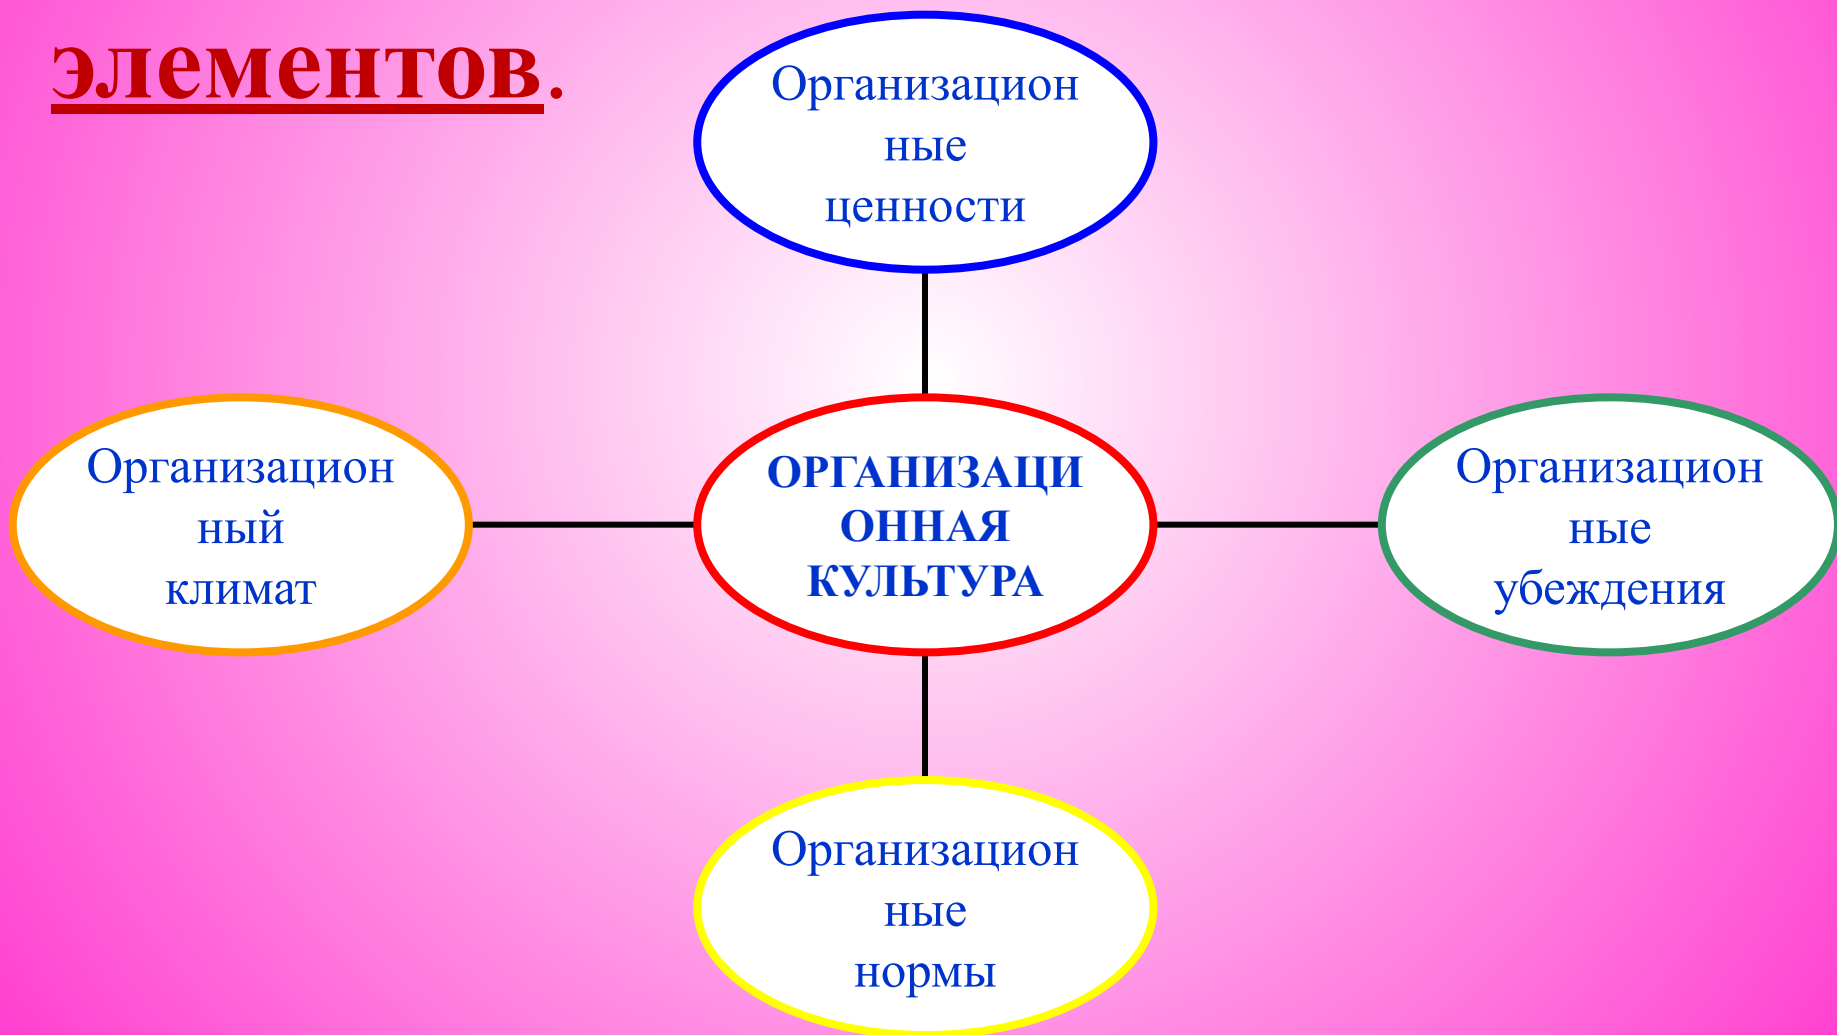 элементов.
Организацион
ные
ценности
Организацион
ный
климат
ОРГАНИЗАЦИ
ОННАЯ
КУЛЬТУРА
Организацион
ные
убеждения
Организацион
ные
нормы